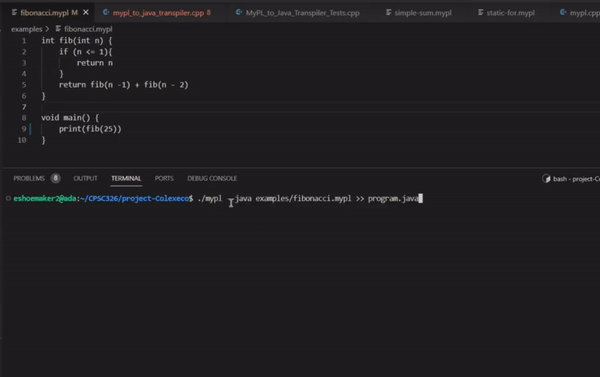 fibonacci.mypl M
mypl_to_java_transpiler.cpp 8
MyPL_to_Java_Transpiler_Tests.cpp
simple-sum.mypl
static-for.mypl
mypl.cpp
examples > fibonacci.mypl
1 int fib(int n) {
2 if (n <= 1){
3 return n
4 }
5 return fib(n -1) + fib(n - 2)
6 }
7
8 void main() {
9 print(fib(25))
10 }
PROBLEMS 8 OUTPUT TERMINAL PORTS DEBUG CONSOLE
bash - project-Colexeco
eshoemaker2@ada:~/CPSC326/project-Colexeco$ ./mypl --java examples/fibonacci.mypl >> program.java